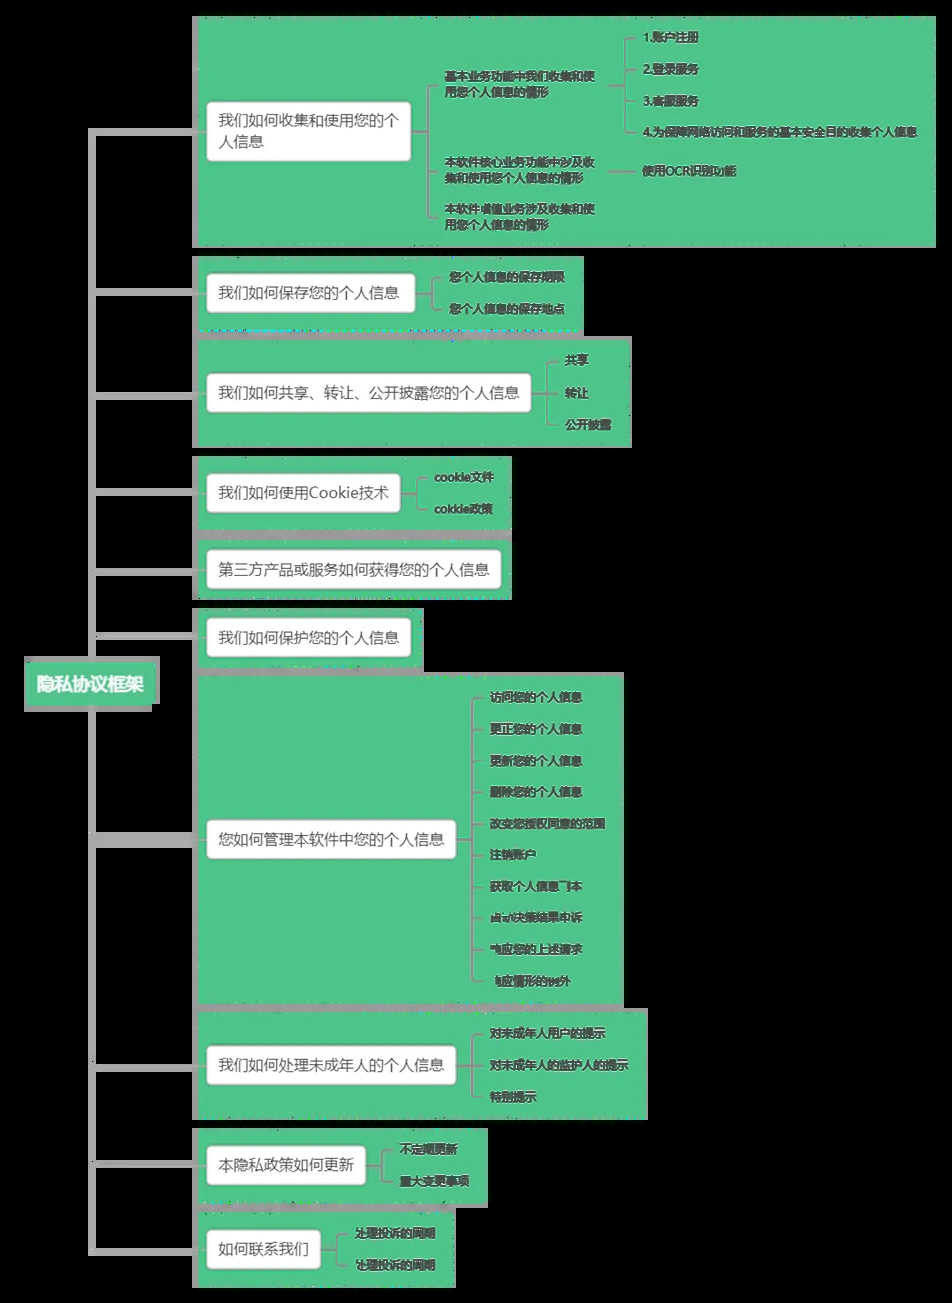 隐私协议框架
我们如何收集和使用您的个
人信息
基本业务功能中我们收集和使
用您个人信息的情形
1.账户注册
2.登录服务
3.客服服务
4.为保障网络访问和服务的基本安全目的收集个人信息
本软件核心业务功能中涉及收
集和使用您个人信息的情形
使用OCR识别功能
本软件增值业务涉及收集和使
用您个人信息的情形
我们如何保存您的个人信息
您个人信息的保存期限
您个人信息的保存地点
我们如何共享、转让、公开披露您的个人信息
共享
转让
公开披露
我们如何使用Cookie技术
cookie文件
cokkie政策
第三方产品或服务如何获得您的个人信息
我们如何保护您的个人信息
您如何管理本软件中您的个人信息
访问您的个人信息
更正您的个人信息
更新您的个人信息
删除您的个人信息
改变您授权同意的范围
注销账户
获取个人信息副本
自动决策结果申诉
响应您的上述请求
响应情形的例外
我们如何处理未成年人的个人信息
对未成年人用户的提示
对未成年人的监护人的提示
特别提示
本隐私政策如何更新
不定期更新
重大变更事项
如何联系我们
处理投诉的周期
处理投诉的周期